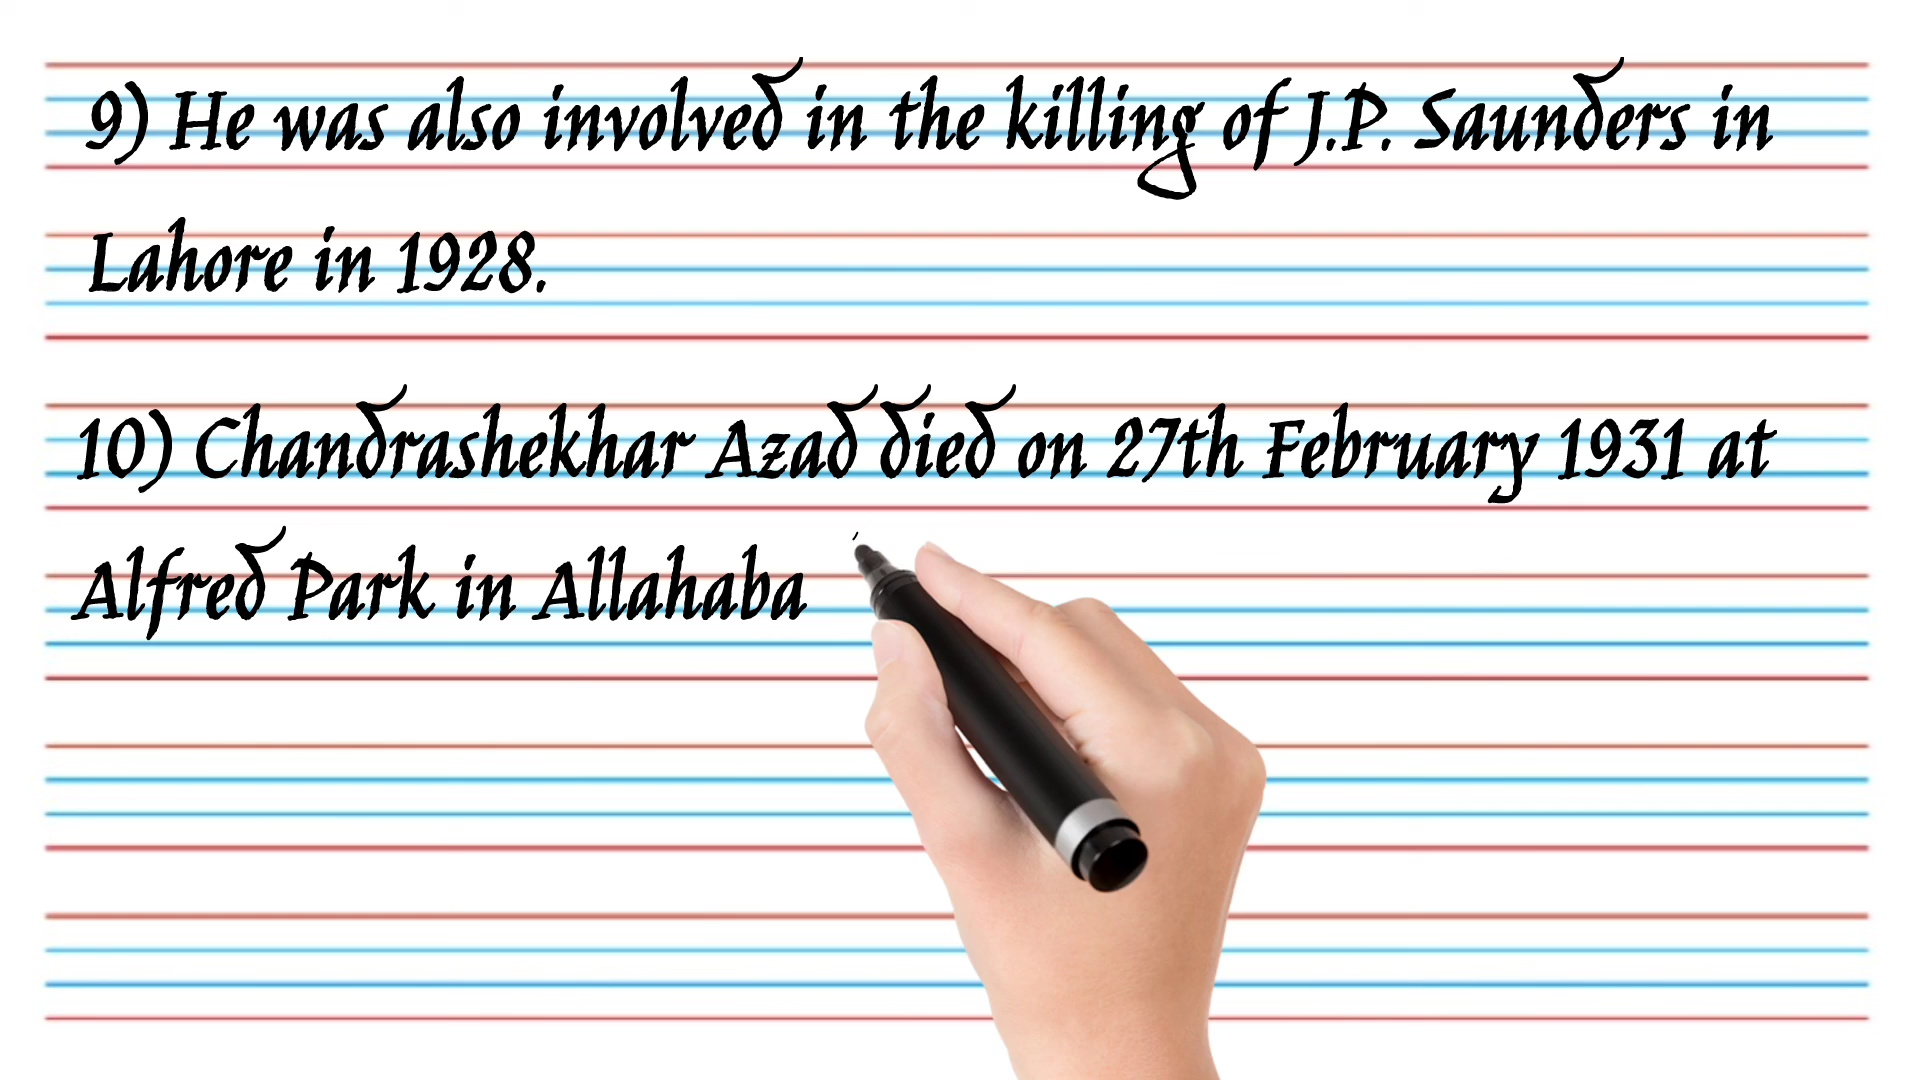 9) He was also involved in the killing of J.P. Saunders in
Lahore in 1928.
10) Chandrashekhar Azad died on 27th February 1931 at
Alfred Park in Allahaba